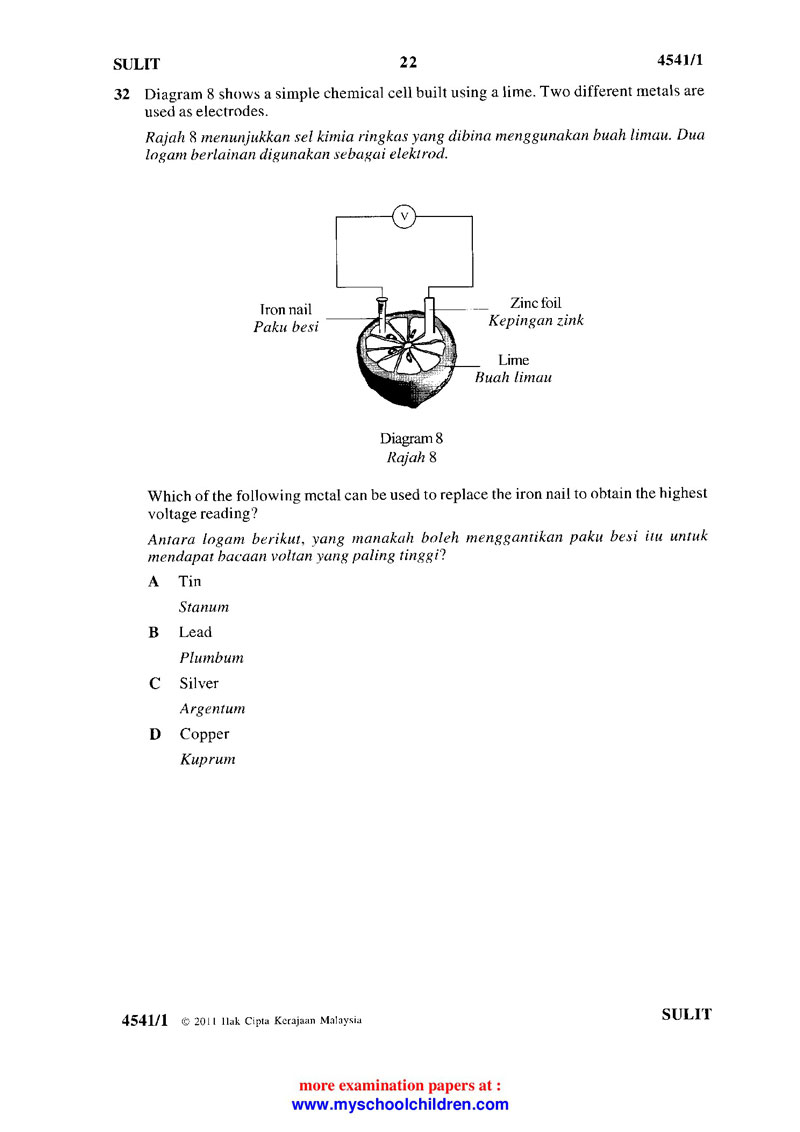 SULIT 22 4541/1
32 Diagram 8 shows a simple chemical cell built using a lime. Two different metals are
used as electrodes.
Rajah 8 menunjukkan sel kimia ringkas yang dibina menggunakan buah limau. Dua
logam berlainan digunakan sebagai elektrod.
V
Iron nail
Paku besi
Zinc foil
Kepingan zink
Lime
Buah limau
Diagram 8
Rajah 8
Which of the following metal can be used to replace the iron nail to obtain the highest
voltage reading?
Antara logam berikut, yang manakah boleh menggantikan paku besi itu untuk
mendapat bacaan voltan yang paling tinggi?
A Tin
Stanum
B Lead
Plumbum
C Silver
Argentum
D Copper
Kuprum
4541/1 © 2011 Hak Cipta Kerajaan Malaysia SULIT
more examination papers at :
www.myschoolchildren.com